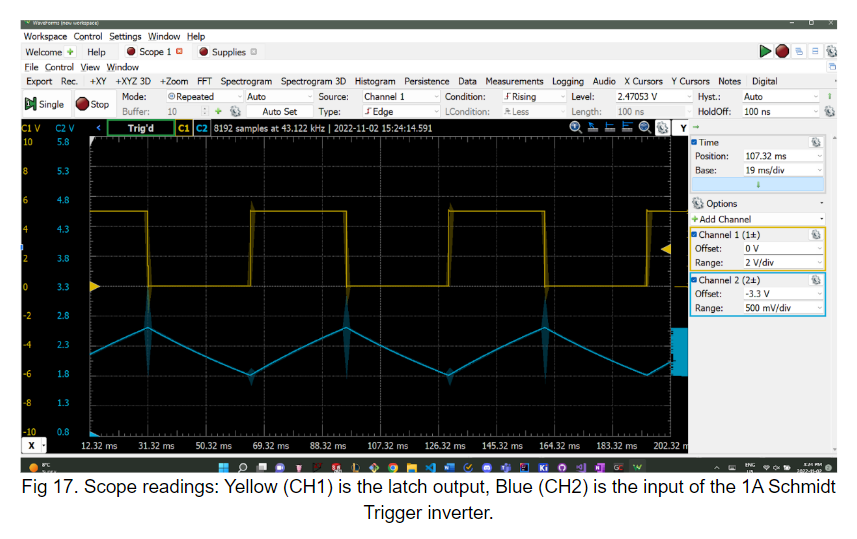 Waveforms (new workspace)
Workspace Control Settings Window Help
Welcome Help Scope 1 Supplies
File Control View Window
Export Rec. +XY +XYZ 3D +Zoom FFT Spectrogram Spectrogram 3D Histogram Persistence Data Measurements Logging Audio X Cursors Y Cursors Notes Digital
Single Stop Mode: Repeated Auto Source: Channel 1 Condition: Rising Level: 2.47053 V Hyst.: Auto
Buffer: 10 Auto Set Type: Edge LCondition: Less Length: 100 ns HoldOff: 100 ns
C1 V C2 V Trig'd C1 C2 8192 samples at 43.122 kHz | 2022-11-02 15:24:14.591 Y
10 5.8
8 5.3
6 4.8
4 4.3
2 3.8
0 3.3
-2 2.8
-4 2.3
-6 1.8
-8 1.3
-10 0.8
X 12.32 ms 31.32 ms 50.32 ms 69.32 ms 88.32 ms 107.32 ms 126.32 ms 145.32 ms 164.32 ms 183.32 ms 202.32 m
Time
Position: 107.32 ms
Base: 19 ms/div
Options
+ Add Channel
Channel 1 (1±)
Offset: 0 V
Range: 2 V/div
Channel 2 (2±)
Offset: -3.3 V
Range: 500 mV/div
8°C
ENG
3:24 PM
2022-11-02
Fig 17. Scope readings: Yellow (CH1) is the latch output, Blue (CH2) is the input of the 1A Schmidt
Trigger inverter.